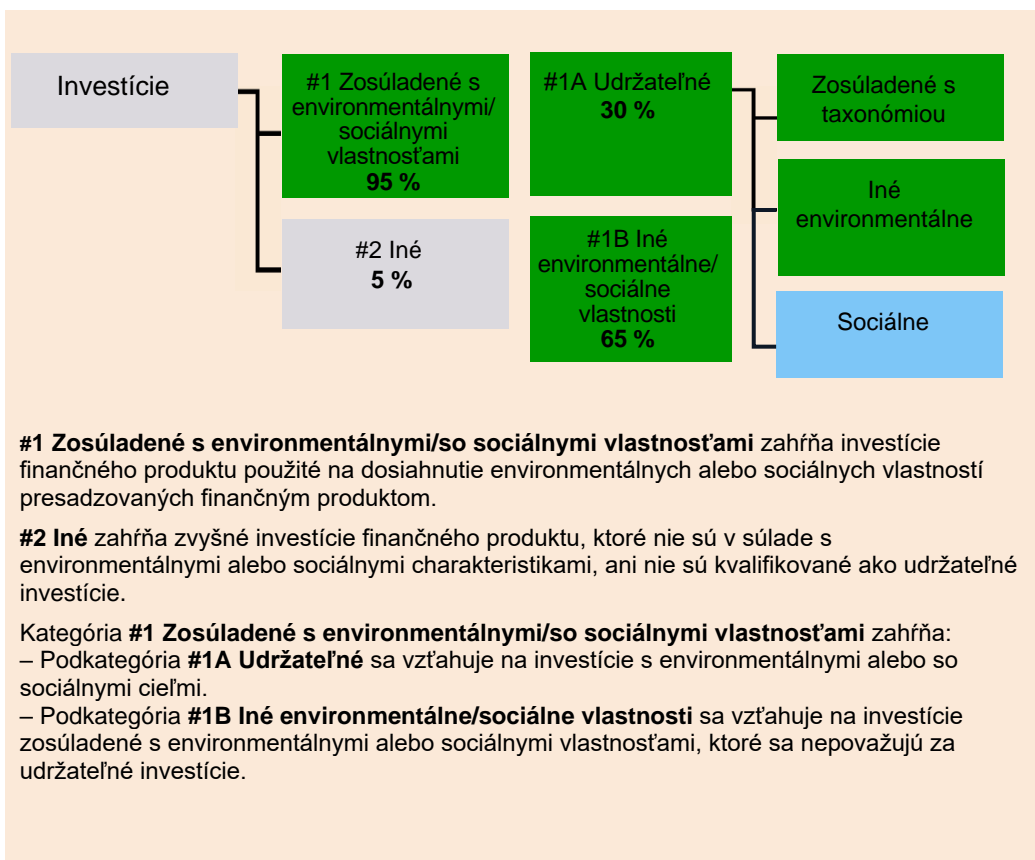 Investície
#1 Zosúladené s
environmentálnymi/
sociálnymi
vlastnosťami
95 %
#2 Iné
5 %
#1A Udržateľné
30 %
#1B Iné
environmentálne/
sociálne
vlastnosti
65 %
Zosúladené s
taxonómiou
Iné
environmentálne
Sociálne
#1 Zosúladené s environmentálnymi/so sociálnymi vlastnosťami zahŕňa investície
finančného produktu použité na dosiahnutie environmentálnych alebo sociálnych vlastností
presadzovaných finančným produktom.
#2 Iné zahŕňa zvyšné investície finančného produktu, ktoré nie sú v súlade s
environmentálnymi alebo sociálnymi charakteristikami, ani nie sú kvalifikované ako udržateľné
investície.
Kategória #1 Zosúladené s environmentálnymi/so sociálnymi vlastnosťami zahŕňa:
– Podkategória #1A Udržateľné sa vzťahuje na investície s environmentálnymi alebo so
sociálnymi cieľmi.
– Podkategória #1B Iné environmentálne/sociálne vlastnosti sa vzťahuje na investície
zosúladené s environmentálnymi alebo sociálnymi vlastnosťami, ktoré sa nepovažujú za
udržateľné investície.